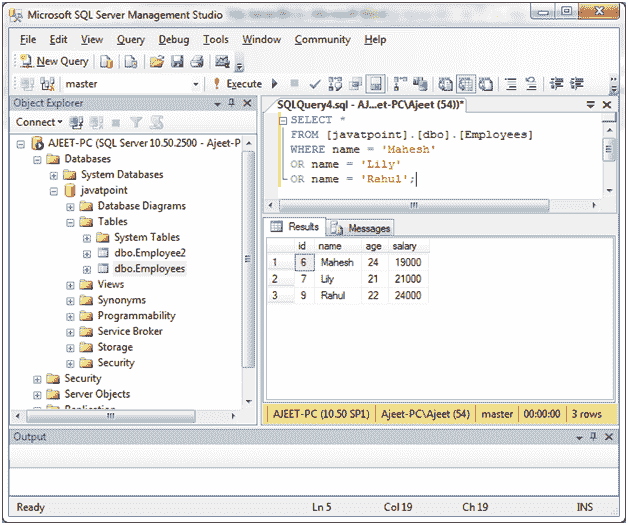 Microsoft SQL Server Management Studio
File Edit View Query Debug Tools Window Community Help
New Query
master Execute
Object Explorer
Connect
AJEET-PC (SQL Server 10.50.2500 - Ajeet-P
Databases
System Databases
javatpoint
Database Diagrams
Tables
System Tables
dbo.Employee2
dbo.Employees
Views
Synonyms
Programmability
Service Broker
Storage
Security
Security
Server Objects
SQLQuery4.sql - AJ...et-PC\Ajeet (54))*
SELECT *
FROM [javatpoint].[dbo].[Employees]
WHERE name = 'Mahesh'
OR name = 'Lily'
OR name = 'Rahul';
Results Messages
id name age salary
1 6 Mahesh 24 19000
2 7 Lily 21 21000
3 9 Rahul 22 24000
AJEET-PC (10.50 SP1) Ajeet-PC\Ajeet (54) master 00:00:00 3 rows
Output
Ready Ln 5 Col 19 Ch 19 INS